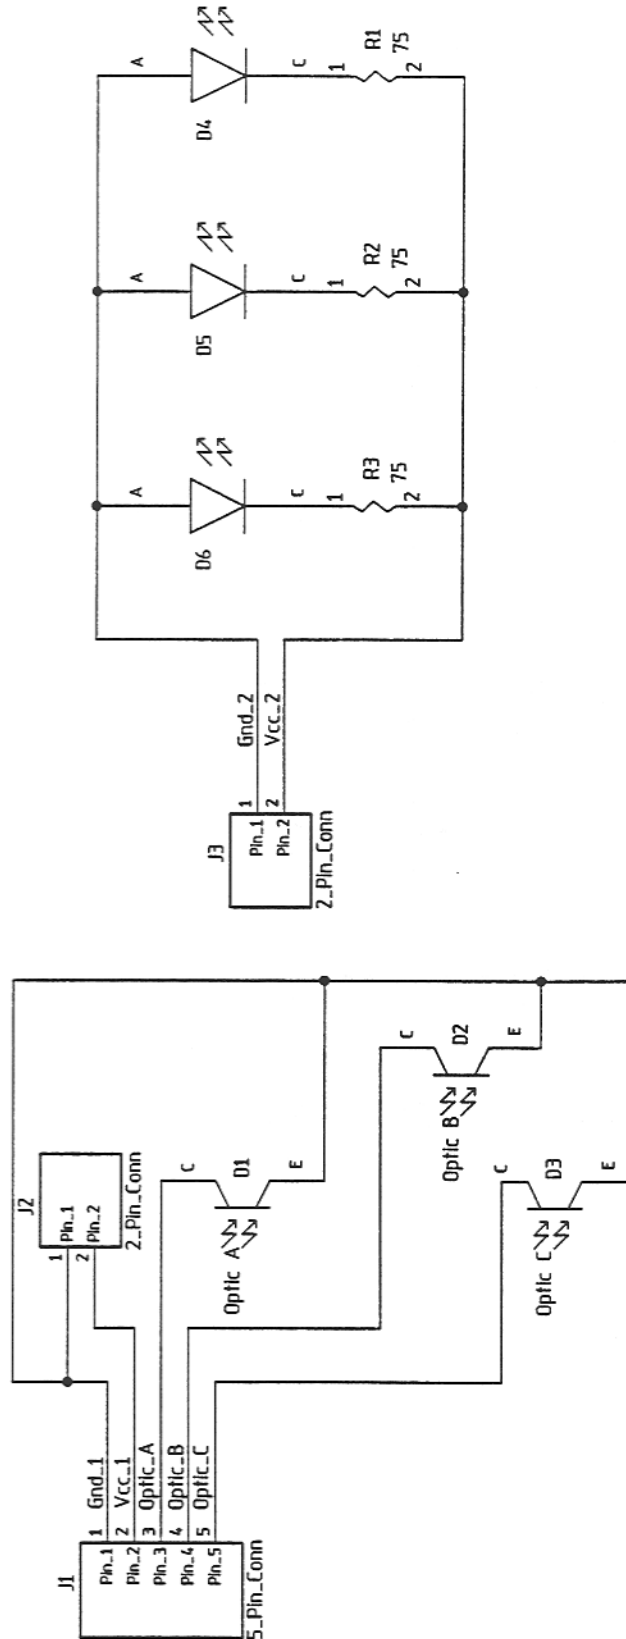 J1
5_Pin_Conn
Pin_1
Pin_2
Pin_3
Pin_4
Pin_5
1
2
3
4
5
Gnd_1
Vcc_1
Optic_A
Optic_B
Optic_C
J2
2_Pin_Conn
Pin_1
Pin_2
1
2
Optic A
C
D1
E
Optic B
C
D2
E
Optic C
C
D3
E
J3
2_Pin_Conn
Pin_1
Pin_2
1
2
Gnd_2
Vcc_2
D6
A
C
1
R3
75
2
D5
A
C
1
R2
75
2
D4
A
C
1
R1
75
2